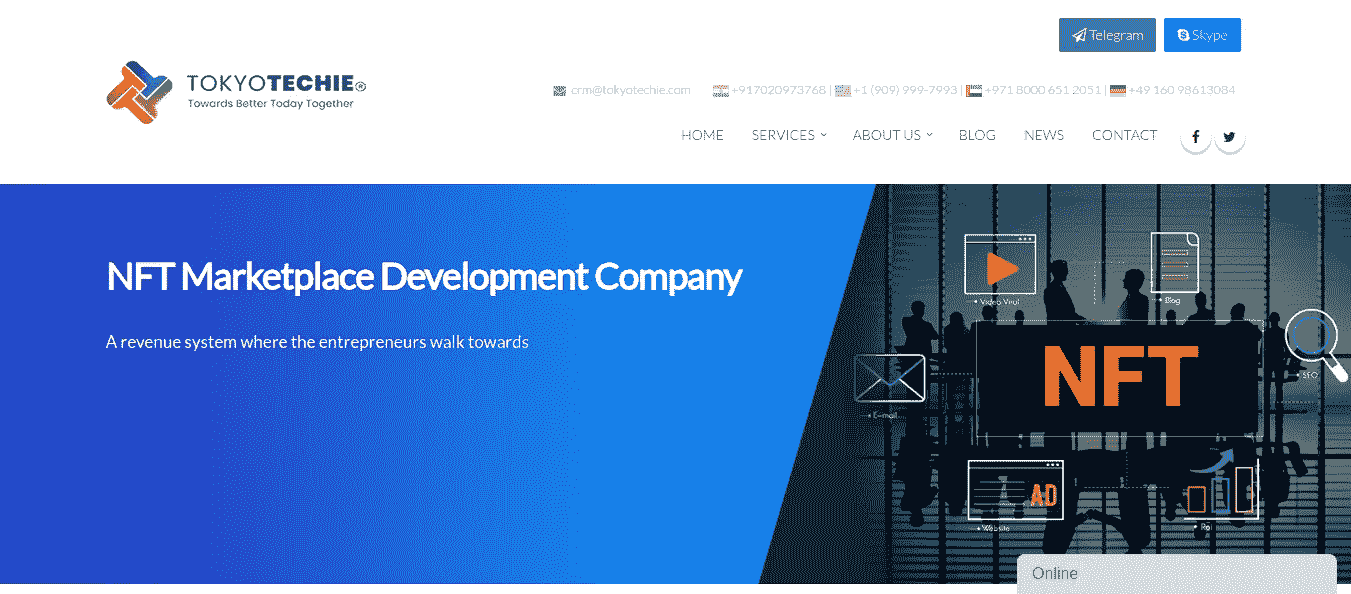 Telegram Skype
TOKYOTECHIE®
Towards Better Today Together
crm@tokyotechie.com +917020973768 | +1 (909) 999-7993 | +971 8000 651 2051 | +49 160 98613084
HOME SERVICES ABOUT US BLOG NEWS CONTACT
NFT Marketplace Development Company
A revenue system where the entrepreneurs walk towards
Video Viral
Blog
NFT
SEO
E-mail
AD
Website
Online